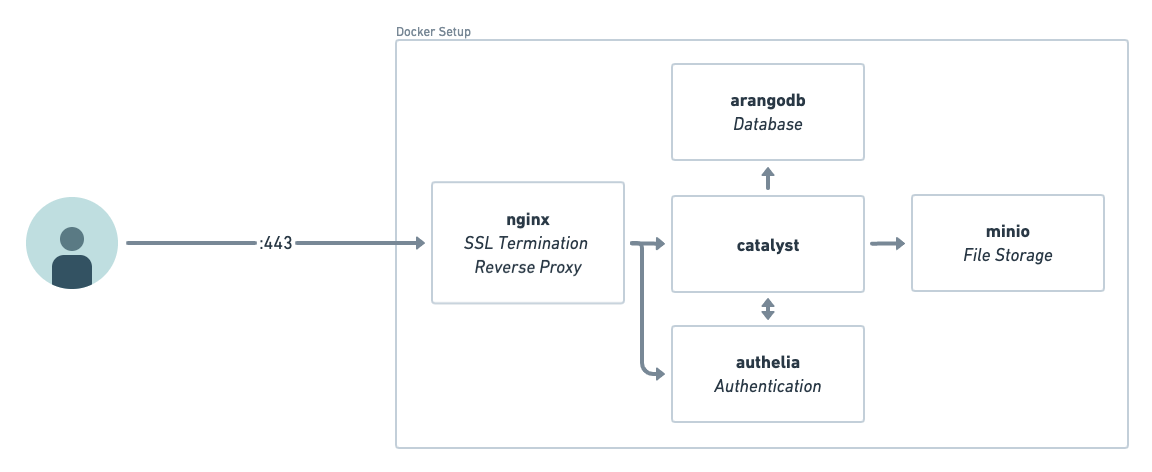 Docker Setup
arangodb
Database
:443
nginx
SSL Termination
Reverse Proxy
catalyst
minio
File Storage
authelia
Authentication